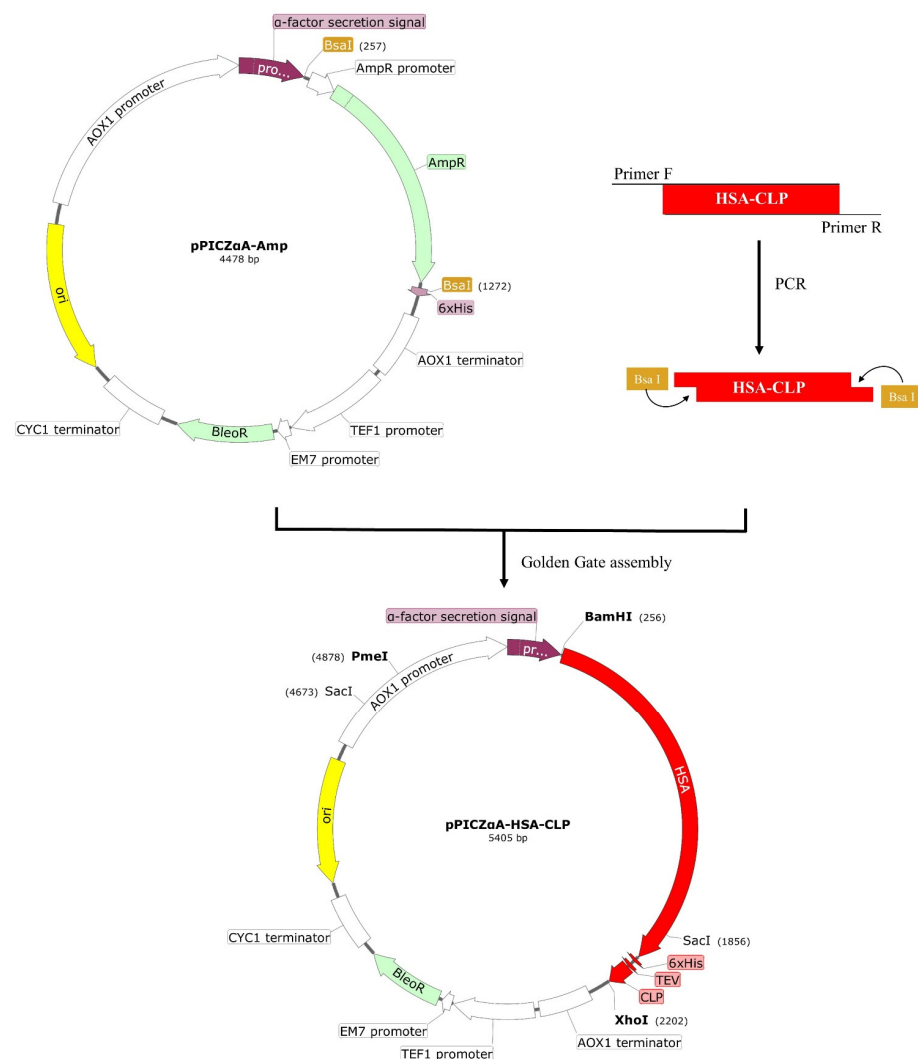 α-factor secretion signal
BsaI (257)
pro...
AmpR promoter
AOX1 promoter
AmpR
pPICZαA-Amp
4478 bp
ori
BsaI (1272)
6xHis
AOX1 terminator
CYC1 terminator
BleoR
TEF1 promoter
EM7 promoter
Primer F
HSA-CLP
Primer R
PCR
Bsa I
HSA-CLP
Bsa I
Golden Gate assembly
α-factor secretion signal
BamHI (256)
pr...
(4878) PmeI
(4673) SacI
AOX1 promoter
HSA
ori
pPICZαA-HSA-CLP
5405 bp
SacI (1856)
6xHis
TEV
CLP
CYC1 terminator
BleoR
XhoI (2202)
EM7 promoter
AOX1 terminator
TEF1 promoter